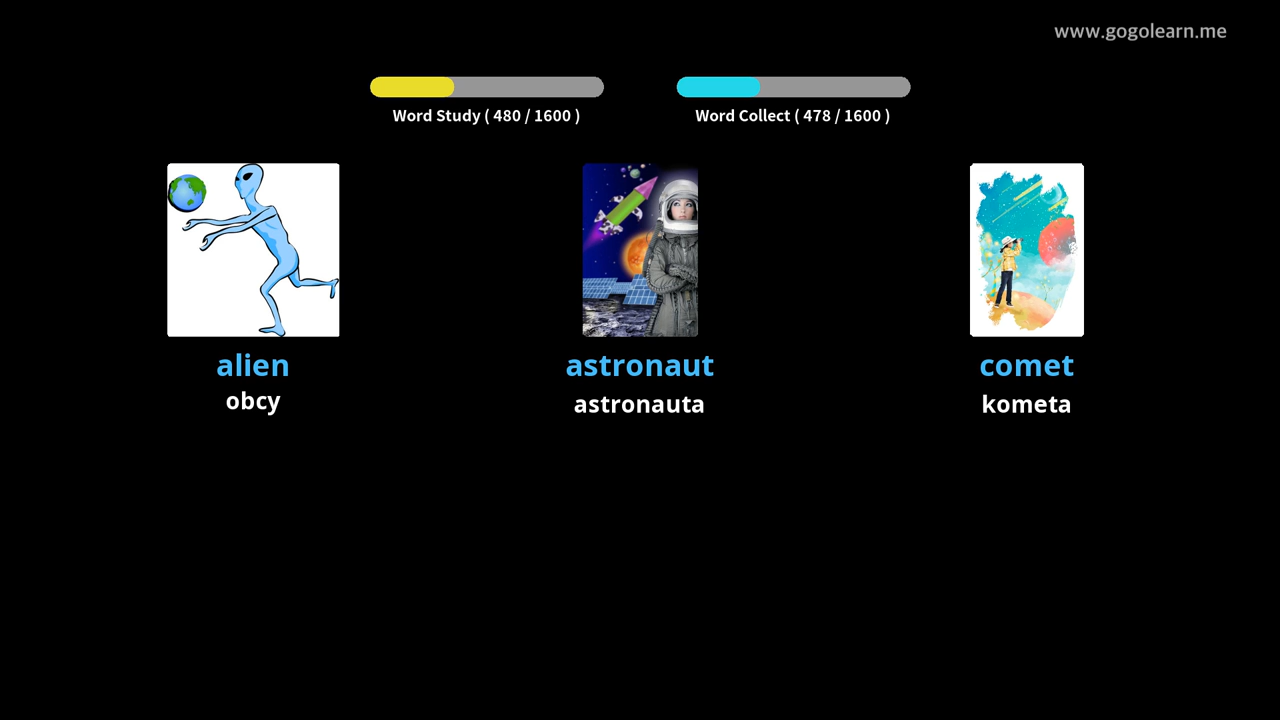 www.gogolearn.me
Word Study ( 480 / 1600 )
Word Collect ( 478 / 1600 )
alien
obcy
astronaut
astronauta
comet
kometa